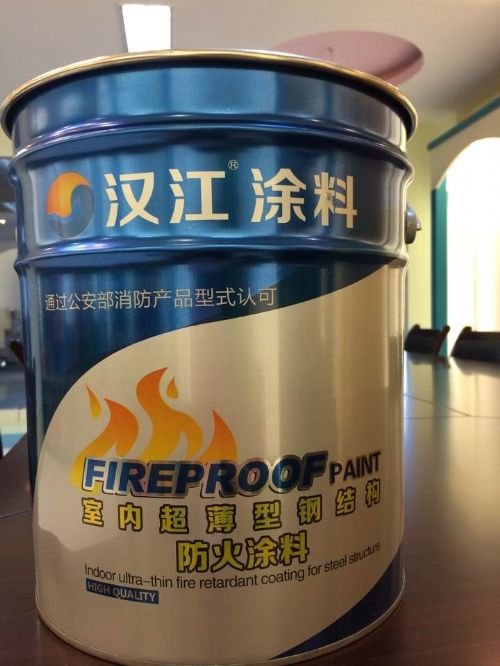 汉江®涂料
通过公安部消防产品型式认可
FIREPROOF PAINT
室内超薄型钢结构
防火涂料
Indoor ultra-thin fire retardant coating for steel structure
HIGH QUALITY